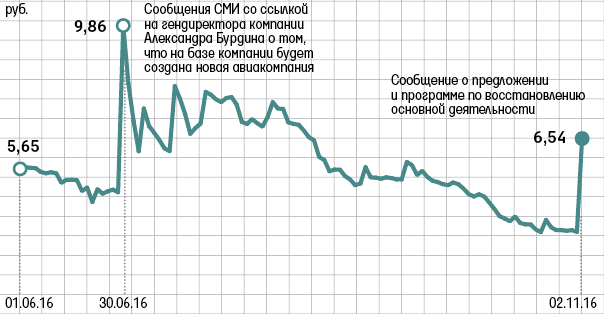 руб.
9,86
Сообщения СМИ со ссылкой
на гендиректора компании
Александра Бурдина о том,
что на базе компании будет
создана новая авиакомпания
Сообщение о предложении
и программе по восстановлению
основной деятельности
6,54
5,65
01.06.16
30.06.16
02.11.16